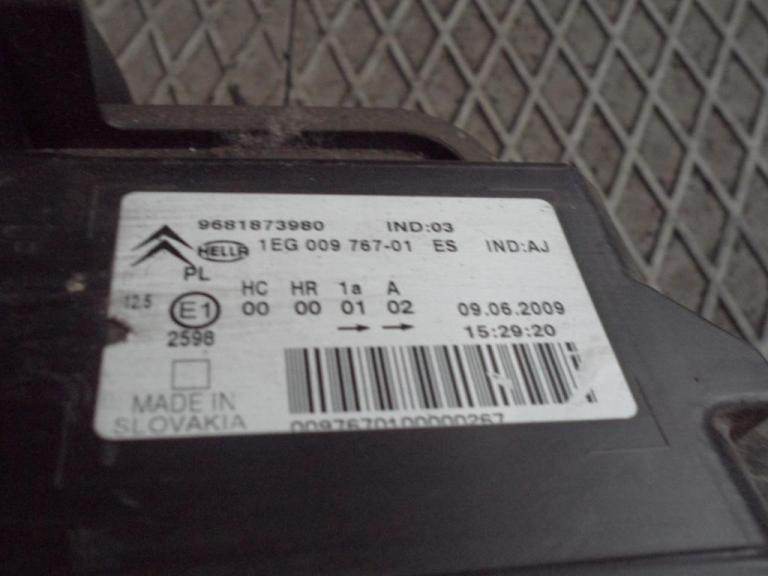 9681873980 IND:03
HELLA 1EG 009 767-01 ES IND:AJ
PL
HC HR 1a A
12.5 E1 00 00 01 02 09.06.2009
2598 15:29:20
MADE IN
SLOVAKIA
0097670100000267